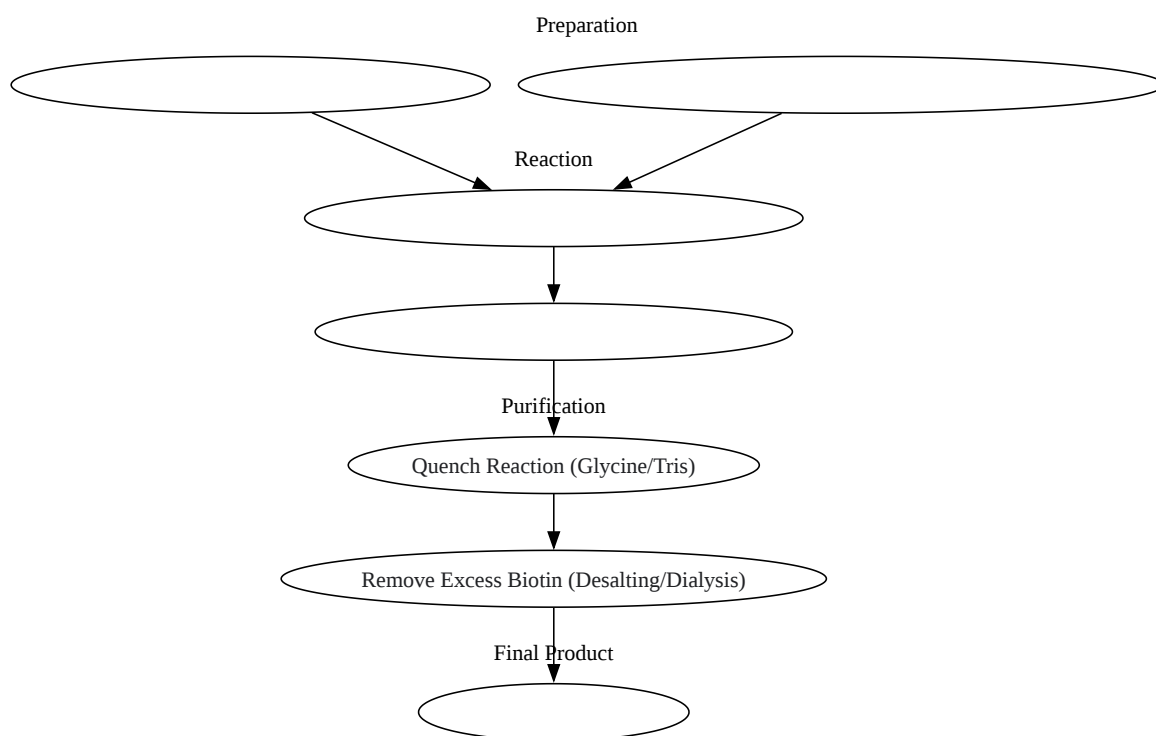 Preparation
Reaction
Purification
Quench Reaction (Glycine/Tris)
Remove Excess Biotin (Desalting/Dialysis)
Final Product